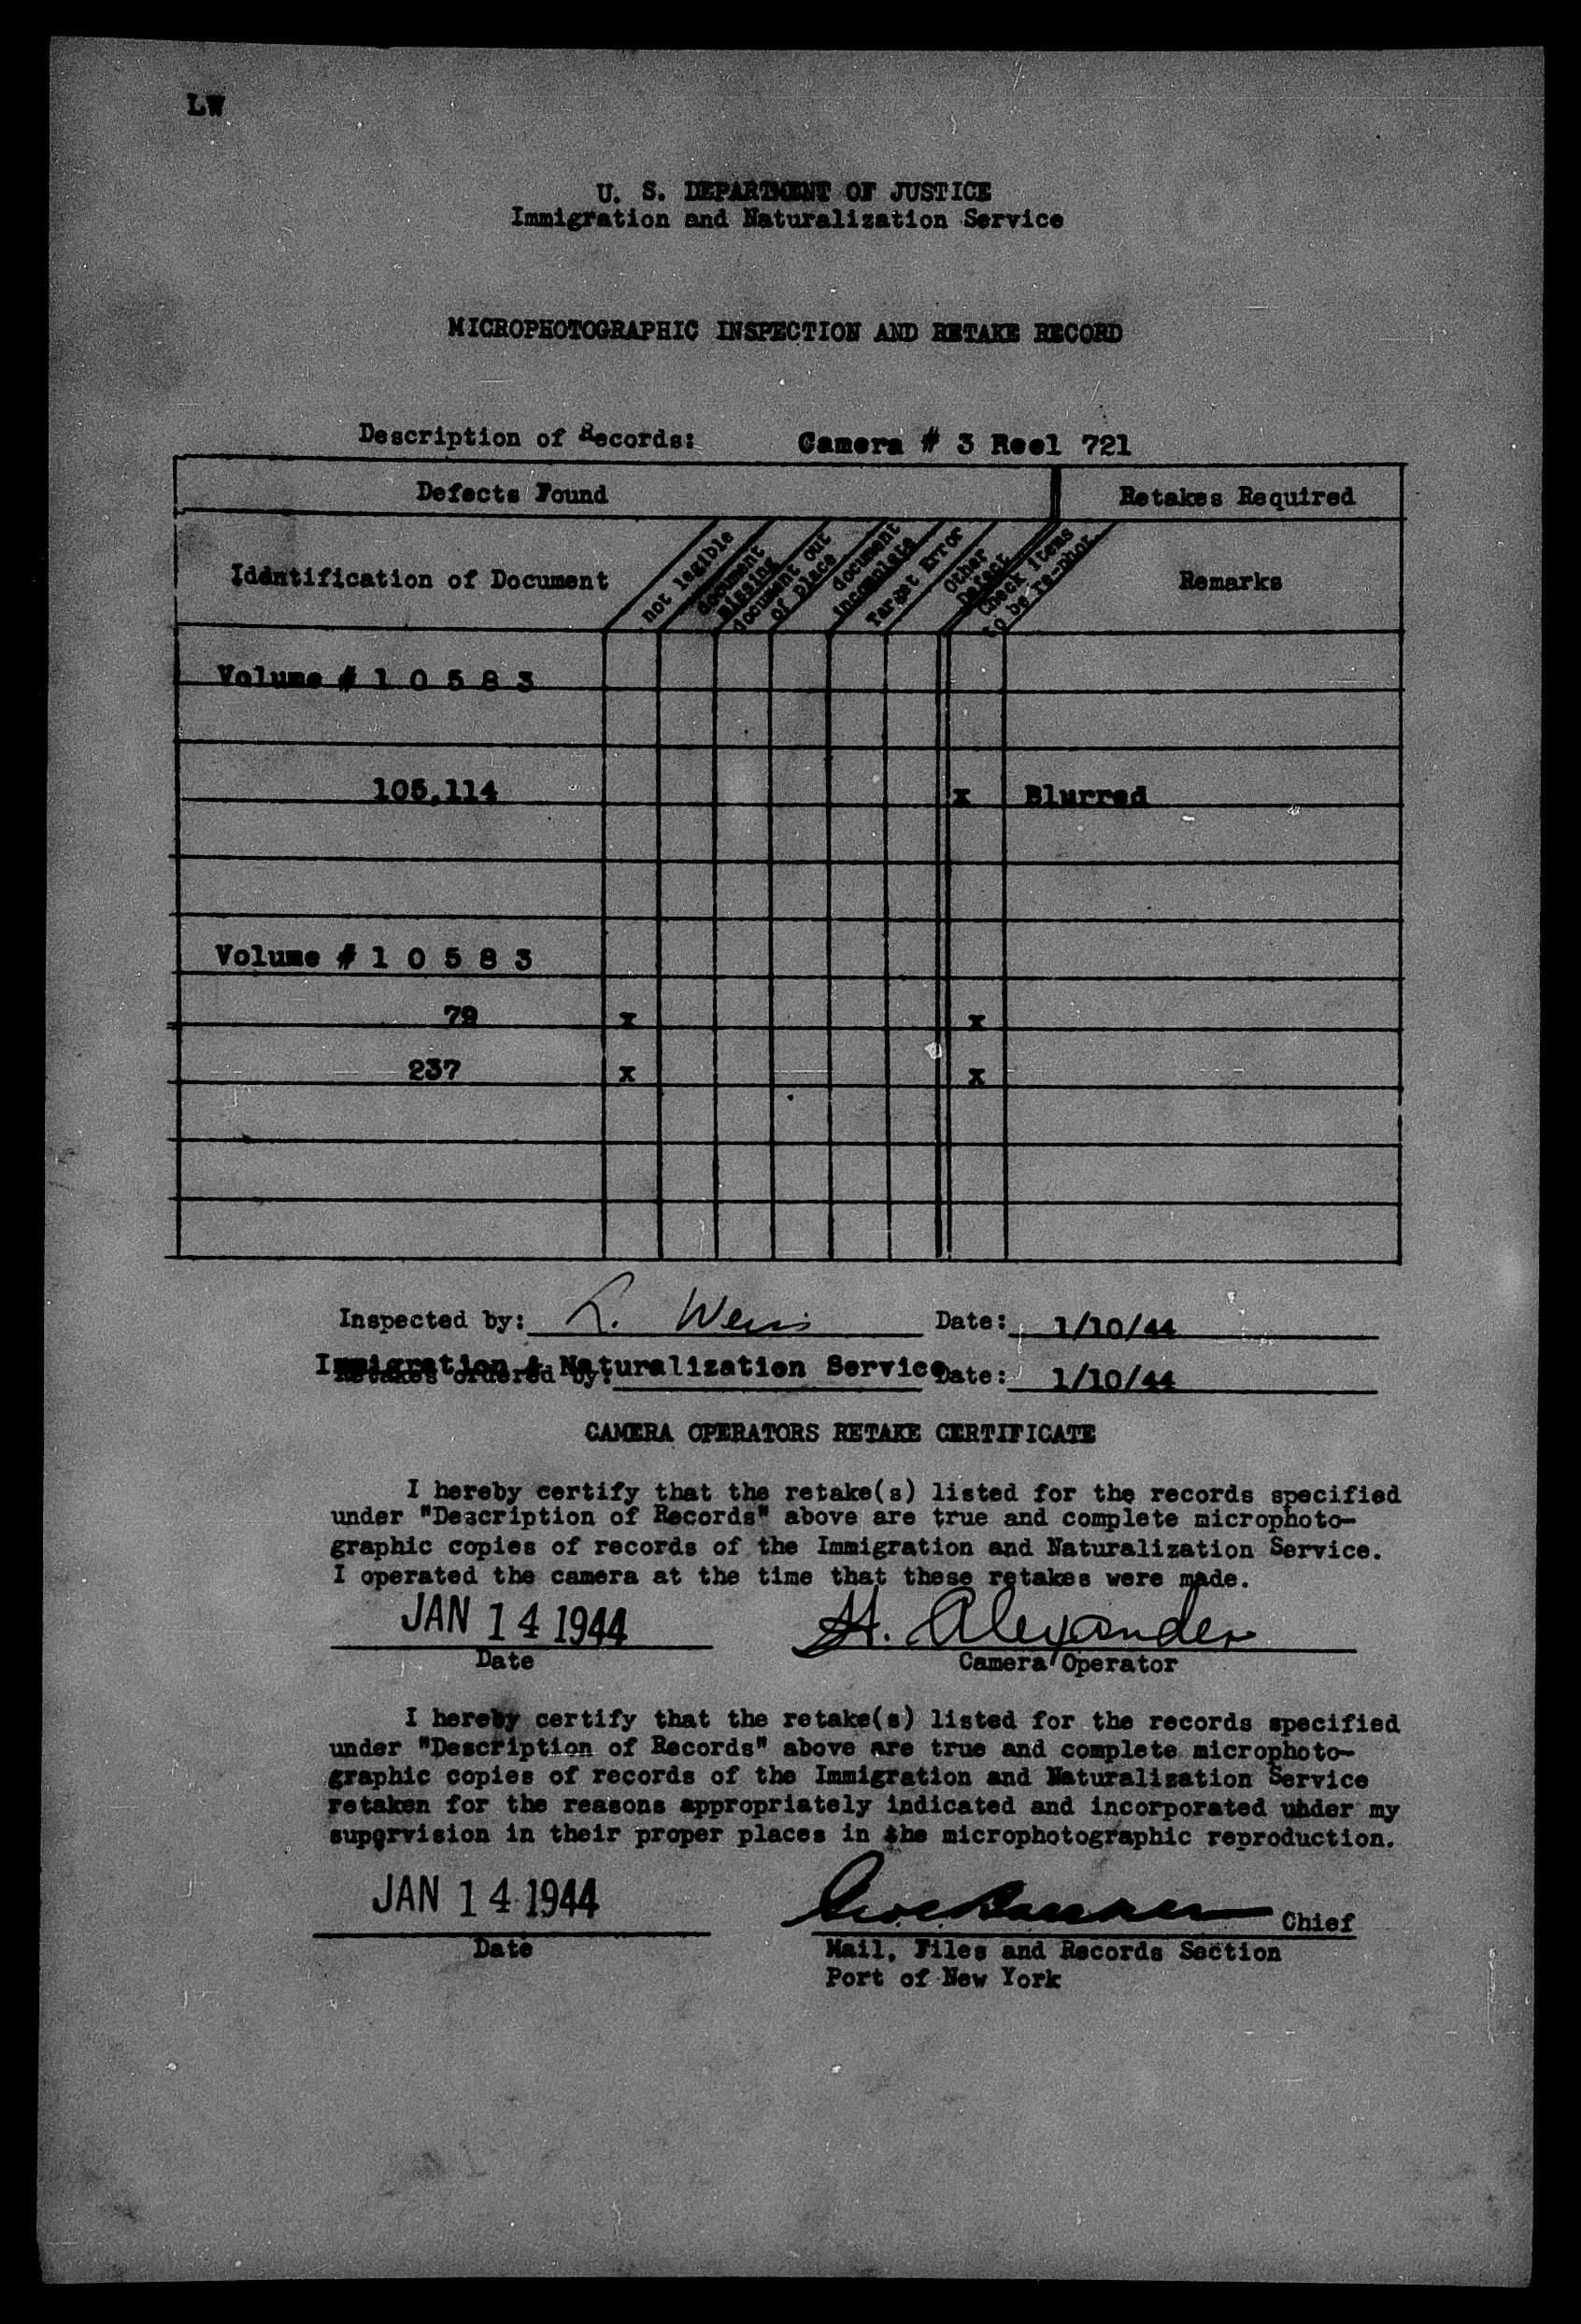 LW
U. S. DEPARTMENT OF JUSTICE
Immigration and Naturalization Service
MICROPHOTOGRAPHIC INSPECTION AND RETAKE RECORD
Description of Records: Camera # 3 Reel 721
Defects Found Retakes Required
Identification of Document
not legible
document
missing
document out
of place
document
incomplete
Target Error
Other
Defect
Check items
to be re-phot
Remarks
Volume # 1 0 5 8 3
105,114 x Blurred
Volume # 1 0 5 8 3
79 x x
237 x x
Inspected by: L. Weiss Date: 1/10/44
Immigration & Naturalization Service
Retakes ordered by: Date: 1/10/44
CAMERA OPERATORS RETAKE CERTIFICATE
I hereby certify that the retake(s) listed for the records specified
under "Description of Records" above are true and complete microphoto-
graphic copies of records of the Immigration and Naturalization Service.
I operated the camera at the time that these retakes were made.
JAN 14 1944 H. Alexander
Date Camera Operator
I hereby certify that the retake(s) listed for the records specified
under "Description of Records" above are true and complete microphoto-
graphic copies of records of the Immigration and Naturalization Service
retaken for the reasons appropriately indicated and incorporated under my
supervision in their proper places in the microphotographic reproduction.
JAN 14 1944 Chief
Date Mail, Files and Records Section
Port of New York